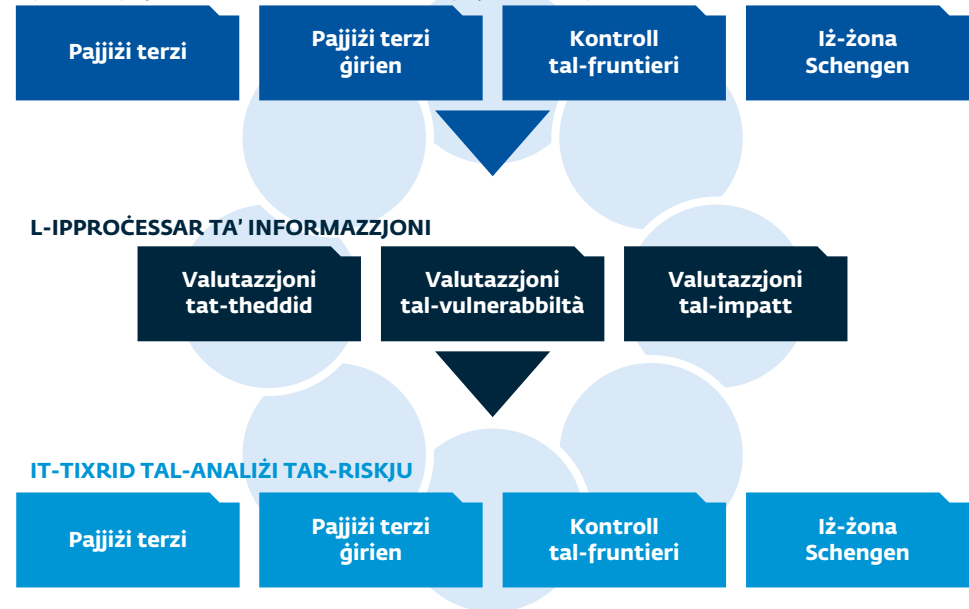 Pajjiżi terzi
Pajjiżi terzi
ġirien
Kontroll
tal-fruntieri
Iż-żona
Schengen
L-IPPROĊESSAR TA' INFORMAZZJONI
Valutazzjoni
tat-theddid
Valutazzjoni
tal-vulnerabbiltà
Valutazzjoni
tal-impatt
IT-TIXRID TAL-ANALIŻI TAR-RISKJU
Pajjiżi terzi
Pajjiżi terzi
ġirien
Kontroll
tal-fruntieri
Iż-żona
Schengen